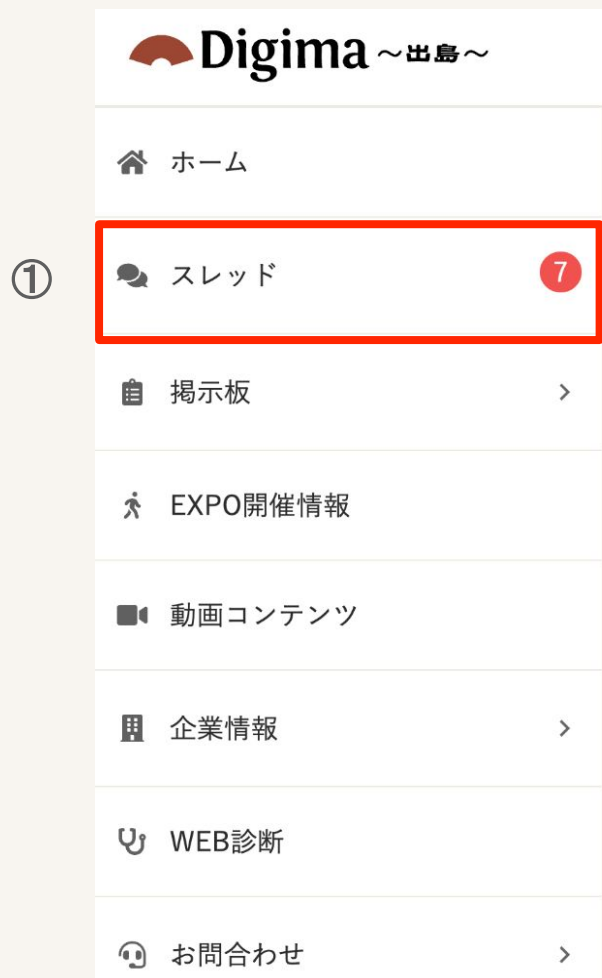 Digima～出島～
ホーム
① スレッド 7
掲示板
EXPO開催情報
動画コンテンツ
企業情報
WEB診断
お問合わせ